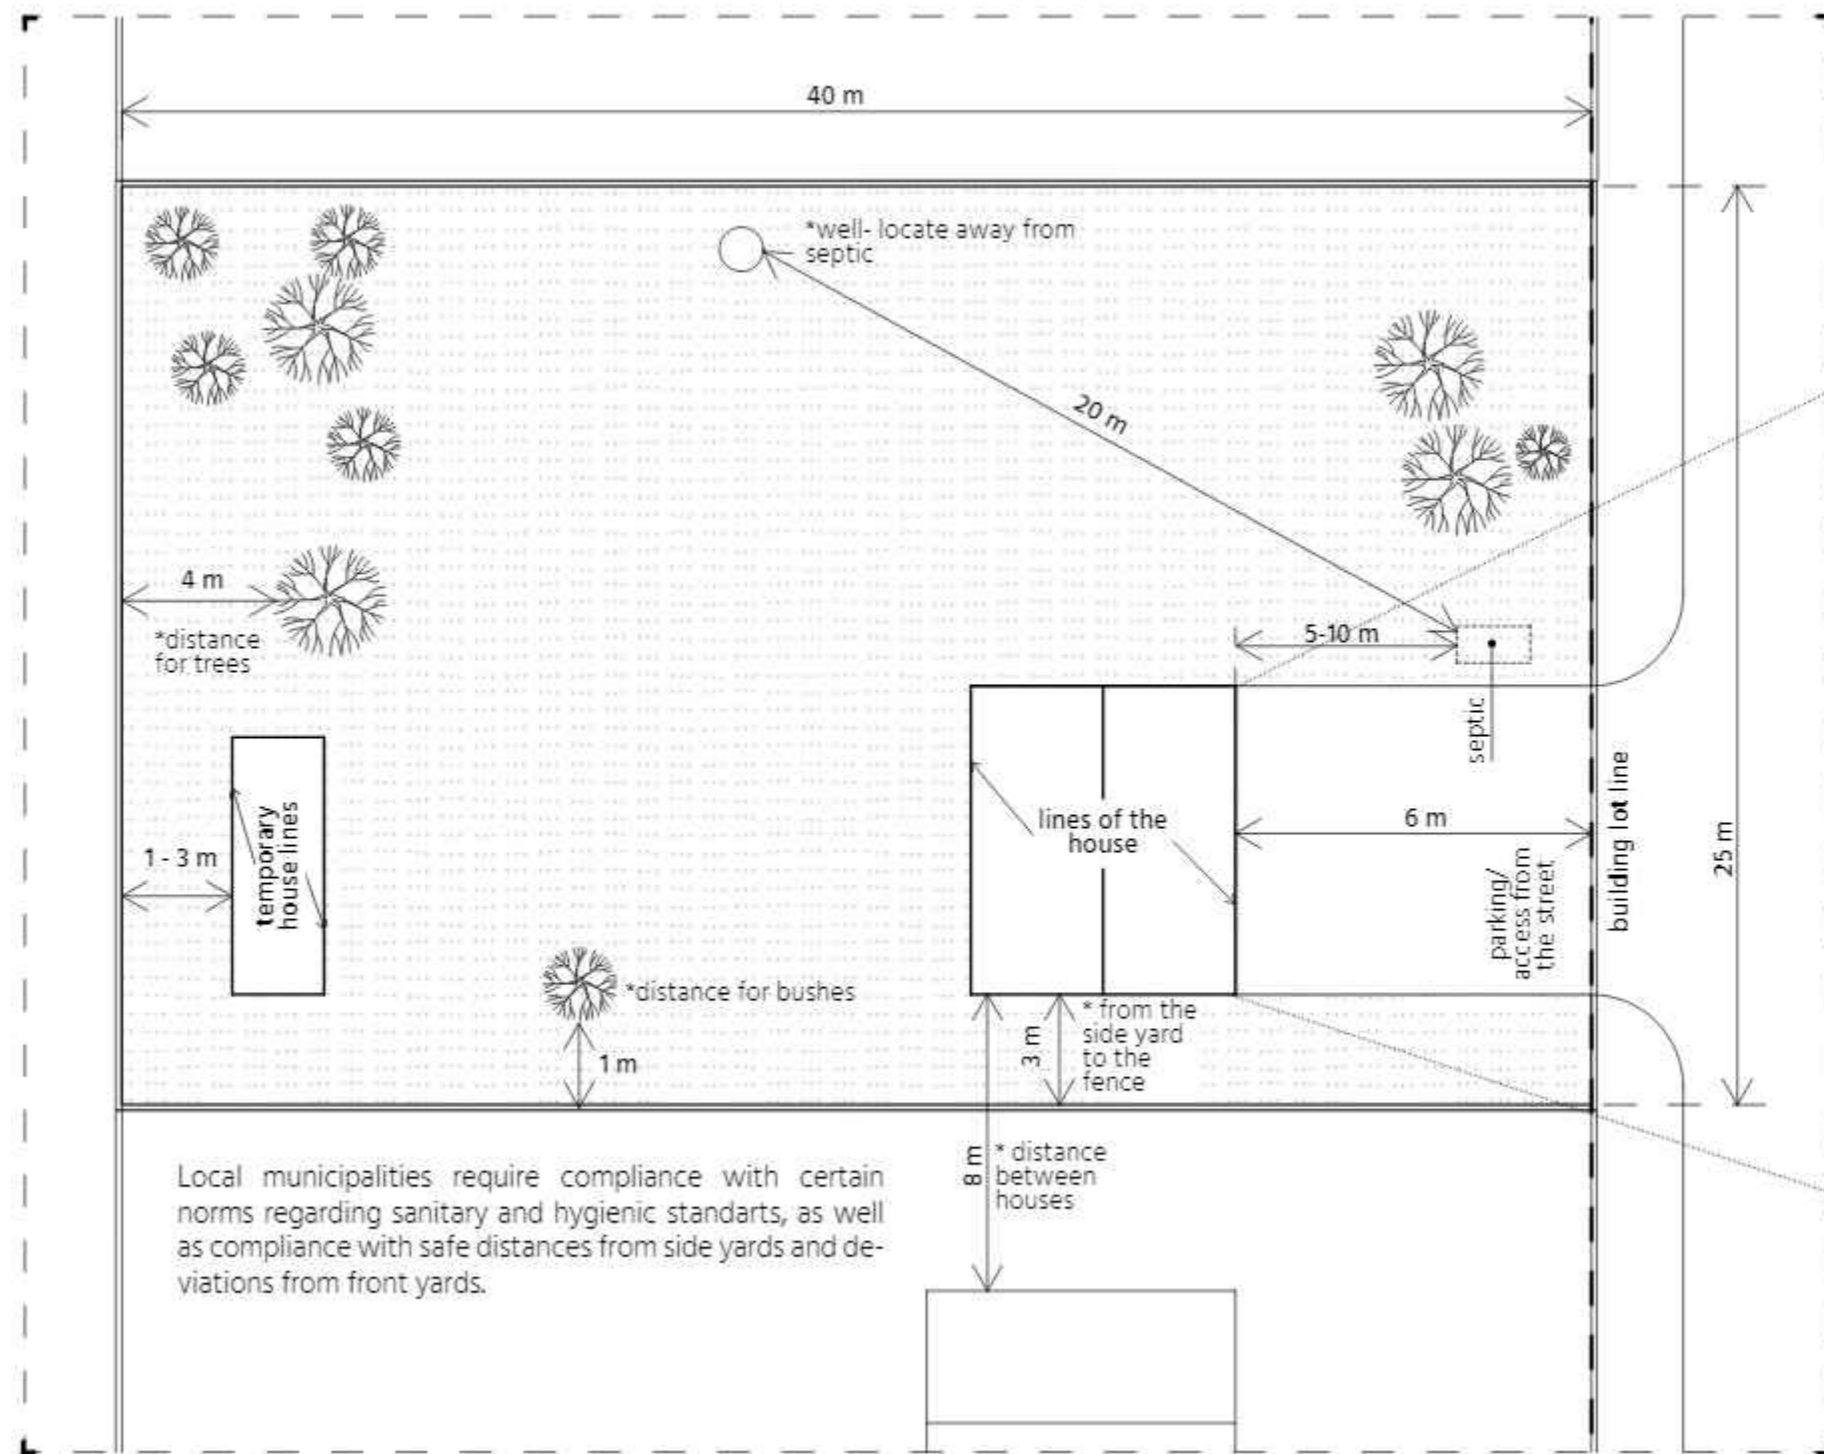 40 m
*well- locate away from
septic
20 m
4 m
*distance
for trees
5-10 m
septic
temporary
house lines
1 - 3 m
lines of the
house
6 m
building lot line
25 m
parking/
access from
the street
*distance for bushes
1 m
3 m
* from the
side yard
to the
fence
8 m
* distance
between
houses
Local municipalities require compliance with certain
norms regarding sanitary and hygienic standarts, as well
as compliance with safe distances from side yards and de-
viations from front yards.